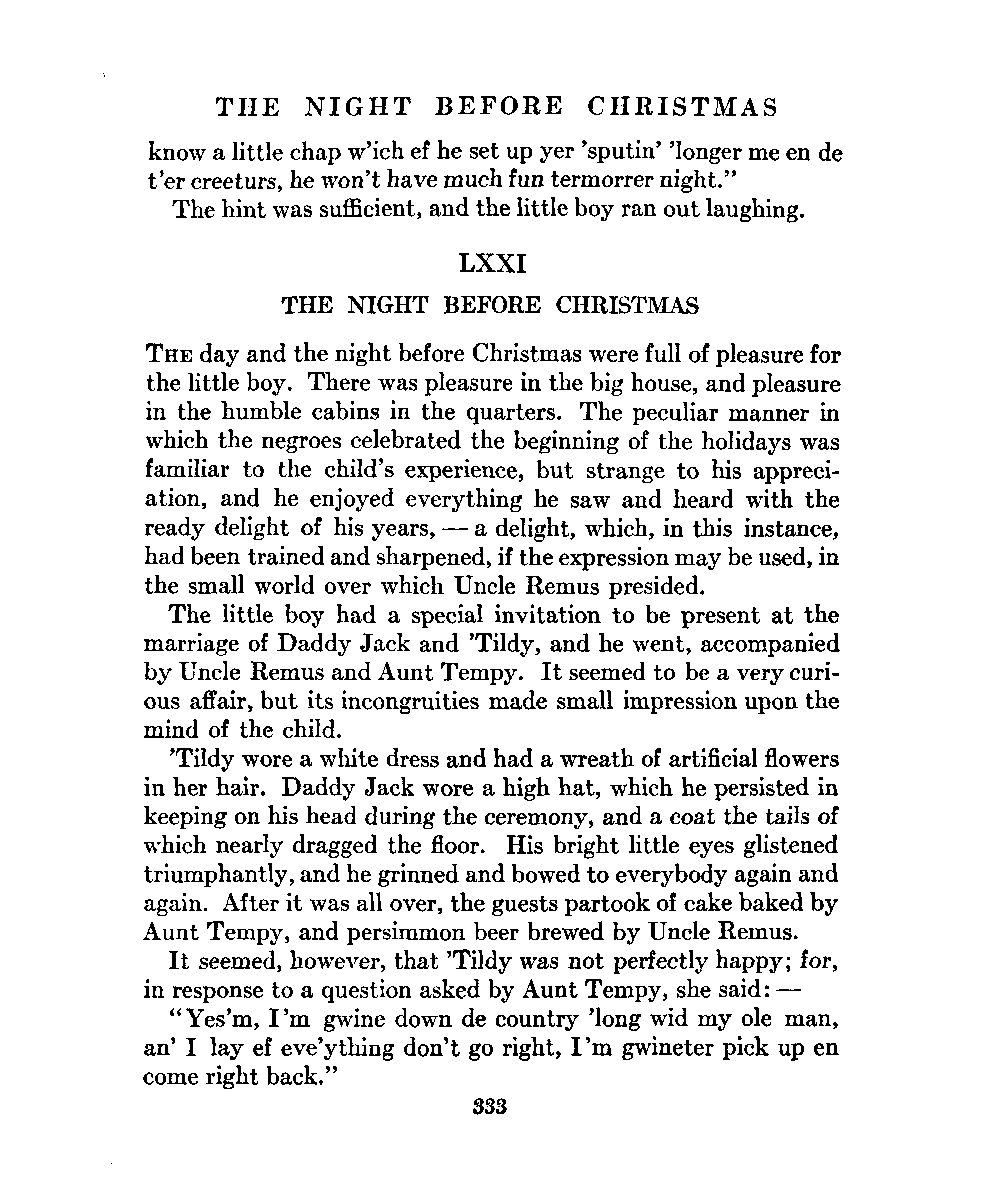 THE NIGHT BEFORE CHRISTMAS
know a little chap w'ich ef he set up yer 'sputin' 'longer me en de
t'er creeturs, he won't have much fun termorrer night.”
The hint was sufficient, and the little boy ran out laughing.
LXXI
THE NIGHT BEFORE CHRISTMAS
THE day and the night before Christmas were full of pleasure for
the little boy. There was pleasure in the big house, and pleasure
in the humble cabins in the quarters. The peculiar manner in
which the negroes celebrated the beginning of the holidays was
familiar to the child's experience, but strange to his appreci-
ation, and he enjoyed everything he saw and heard with the
ready delight of his years, — a delight, which, in this instance,
had been trained and sharpened, if the expression may be used, in
the small world over which Uncle Remus presided.
The little boy had a special invitation to be present at the
marriage of Daddy Jack and 'Tildy, and he went, accompanied
by Uncle Remus and Aunt Tempy. It seemed to be a very curi-
ous affair, but its incongruities made small impression upon the
mind of the child.
'Tildy wore a white dress and had a wreath of artificial flowers
in her hair. Daddy Jack wore a high hat, which he persisted in
keeping on his head during the ceremony, and a coat the tails of
which nearly dragged the floor. His bright little eyes glistened
triumphantly, and he grinned and bowed to everybody again and
again. After it was all over, the guests partook of cake baked by
Aunt Tempy, and persimmon beer brewed by Uncle Remus.
It seemed, however, that 'Tildy was not perfectly happy; for,
in response to a question asked by Aunt Tempy, she said: —
“Yes'm, I'm gwine down de country 'long wid my ole man,
an' I lay ef eve'ything don't go right, I'm gwineter pick up en
come right back.”
333